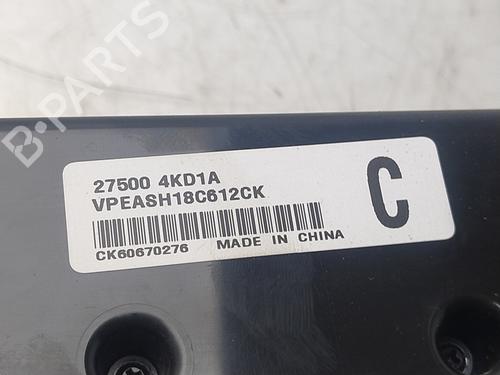 27500 4KD1A
VPEASH18C612CK
C
CK60670276 MADE IN CHINA
B-PARTS